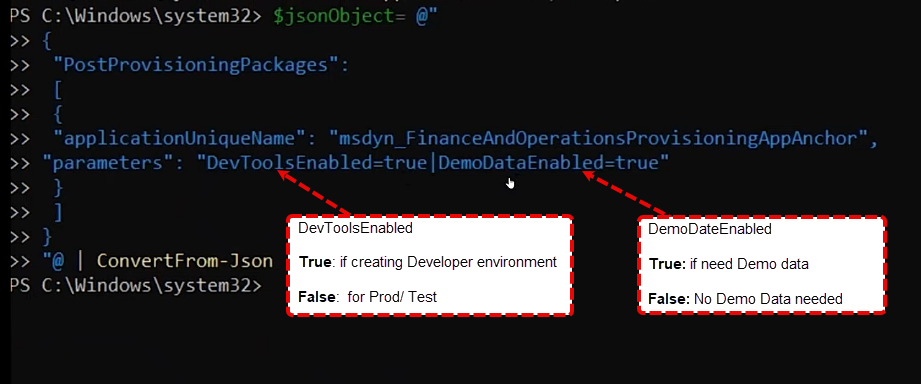 PS C:\Windows\system32> $jsonObject= @"
>> {
>>  "PostProvisioningPackages":
>>  [
>>  {
>>  "applicationUniqueName": "msdyn_FinanceAndOperationsProvisioningAppAnchor",
>> "parameters": "DevToolsEnabled=true|DemoDataEnabled=true"
>>  }
>>  ]
>> }
>> "@ | ConvertFrom-Json
PS C:\Windows\system32>
DevToolsEnabled
True: if creating Developer environment
False:  for Prod/ Test
DemoDateEnabled
True: if need Demo data
False: No Demo Data needed